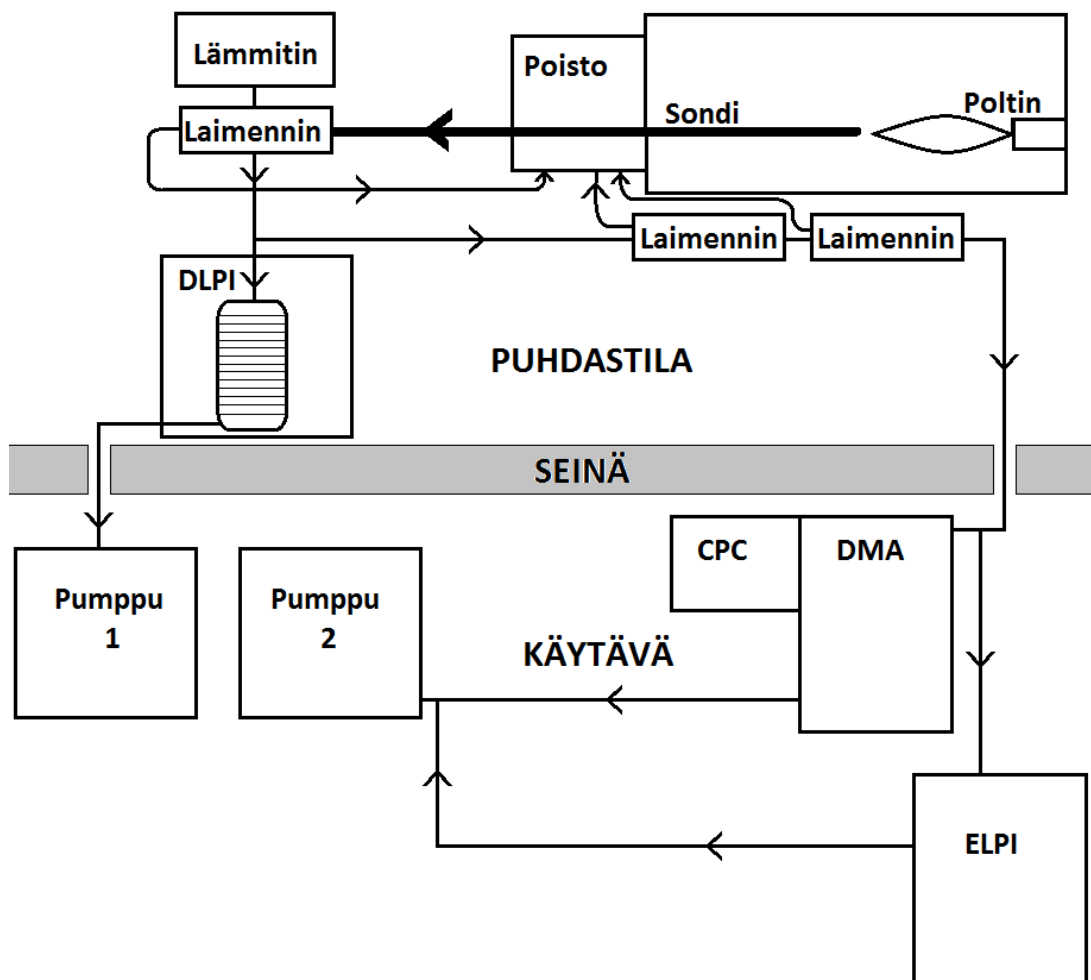 Lämmitin
Poisto
Sondi
Poltin
Laimennin
Laimennin
Laimennin
DLPI
PUHDASTILA
SEINÄ
CPC
DMA
Pumppu
1
Pumppu
2
KÄYTÄVÄ
ELPI